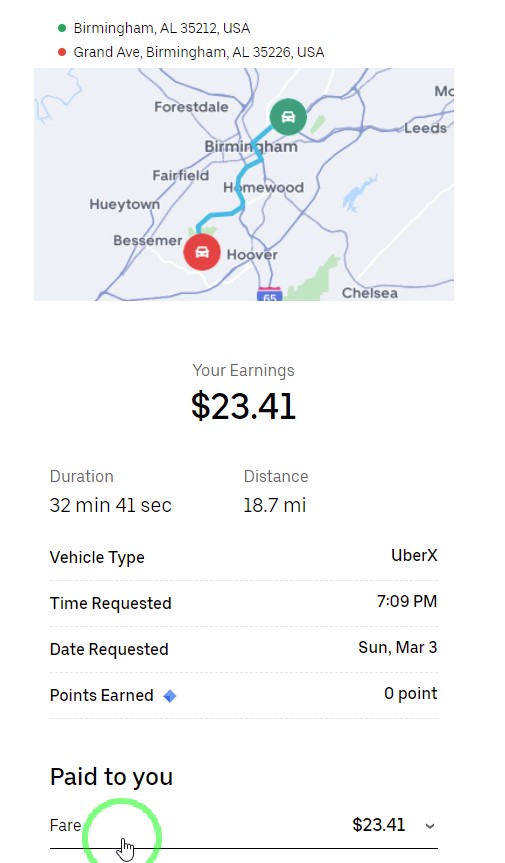 Birmingham, AL 35212, USA
Grand Ave, Birmingham, AL 35226, USA
Forestdale
Mo
Leeds
Birmingham
Fairfield
Homewood
Hueytown
Bessemer
Hoover
65
Chelsea
Your Earnings
$23.41
Duration Distance
32 min 41 sec 18.7 mi
Vehicle Type UberX
Time Requested 7:09 PM
Date Requested Sun, Mar 3
Points Earned 0 point
Paid to you
Fare $23.41